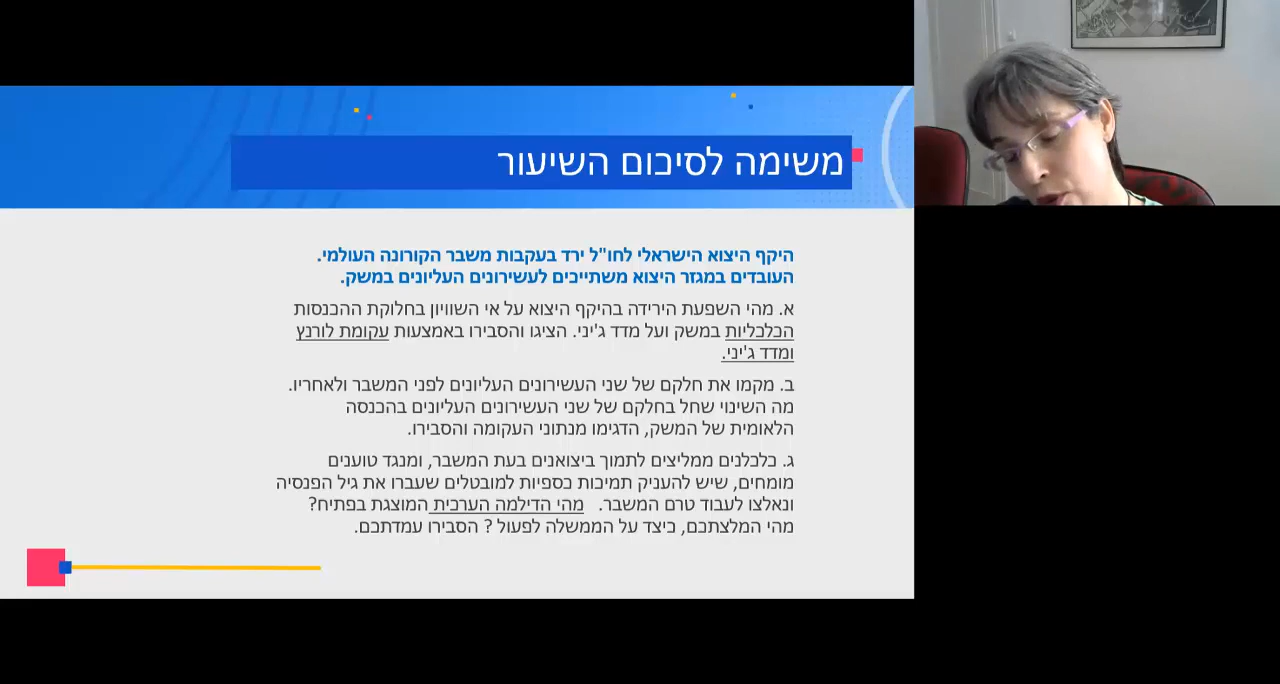 משימה לסיכום השיעור
היקף היצוא הישראלי לחו"ל ירד בעקבות משבר הקורונה העולמי.
העובדים במגזר היצוא משתייכים לעשירונים העליונים במשק.
א. מהי השפעת הירידה בהיקף היצוא על אי השוויון בחלוקת ההכנסות
הכלכליות במשק ועל מדד ג'יני. הציגו והסבירו באמצעות עקומת לורנץ
ומדד ג'יני.
ב. מקמו את חלקם של שני העשירונים העליונים לפני המשבר ולאחריו.
מה השינוי שחל בחלקם של שני העשירונים העליונים בהכנסה
הלאומית של המשק, הדגימו מנתוני העקומה והסבירו.
ג. כלכלנים ממליצים לתמוך ביצואנים בעת המשבר, ומנגד טוענים
מומחים, שיש להעניק תמיכות כספיות למובטלים שעברו את גיל הפנסיה
ונאלצו לעבוד טרם המשבר. מהי הדילמה הערכית המוצגת בפתיח?
מהי המלצתכם, כיצד על הממשלה לפעול ? הסבירו עמדתכם.